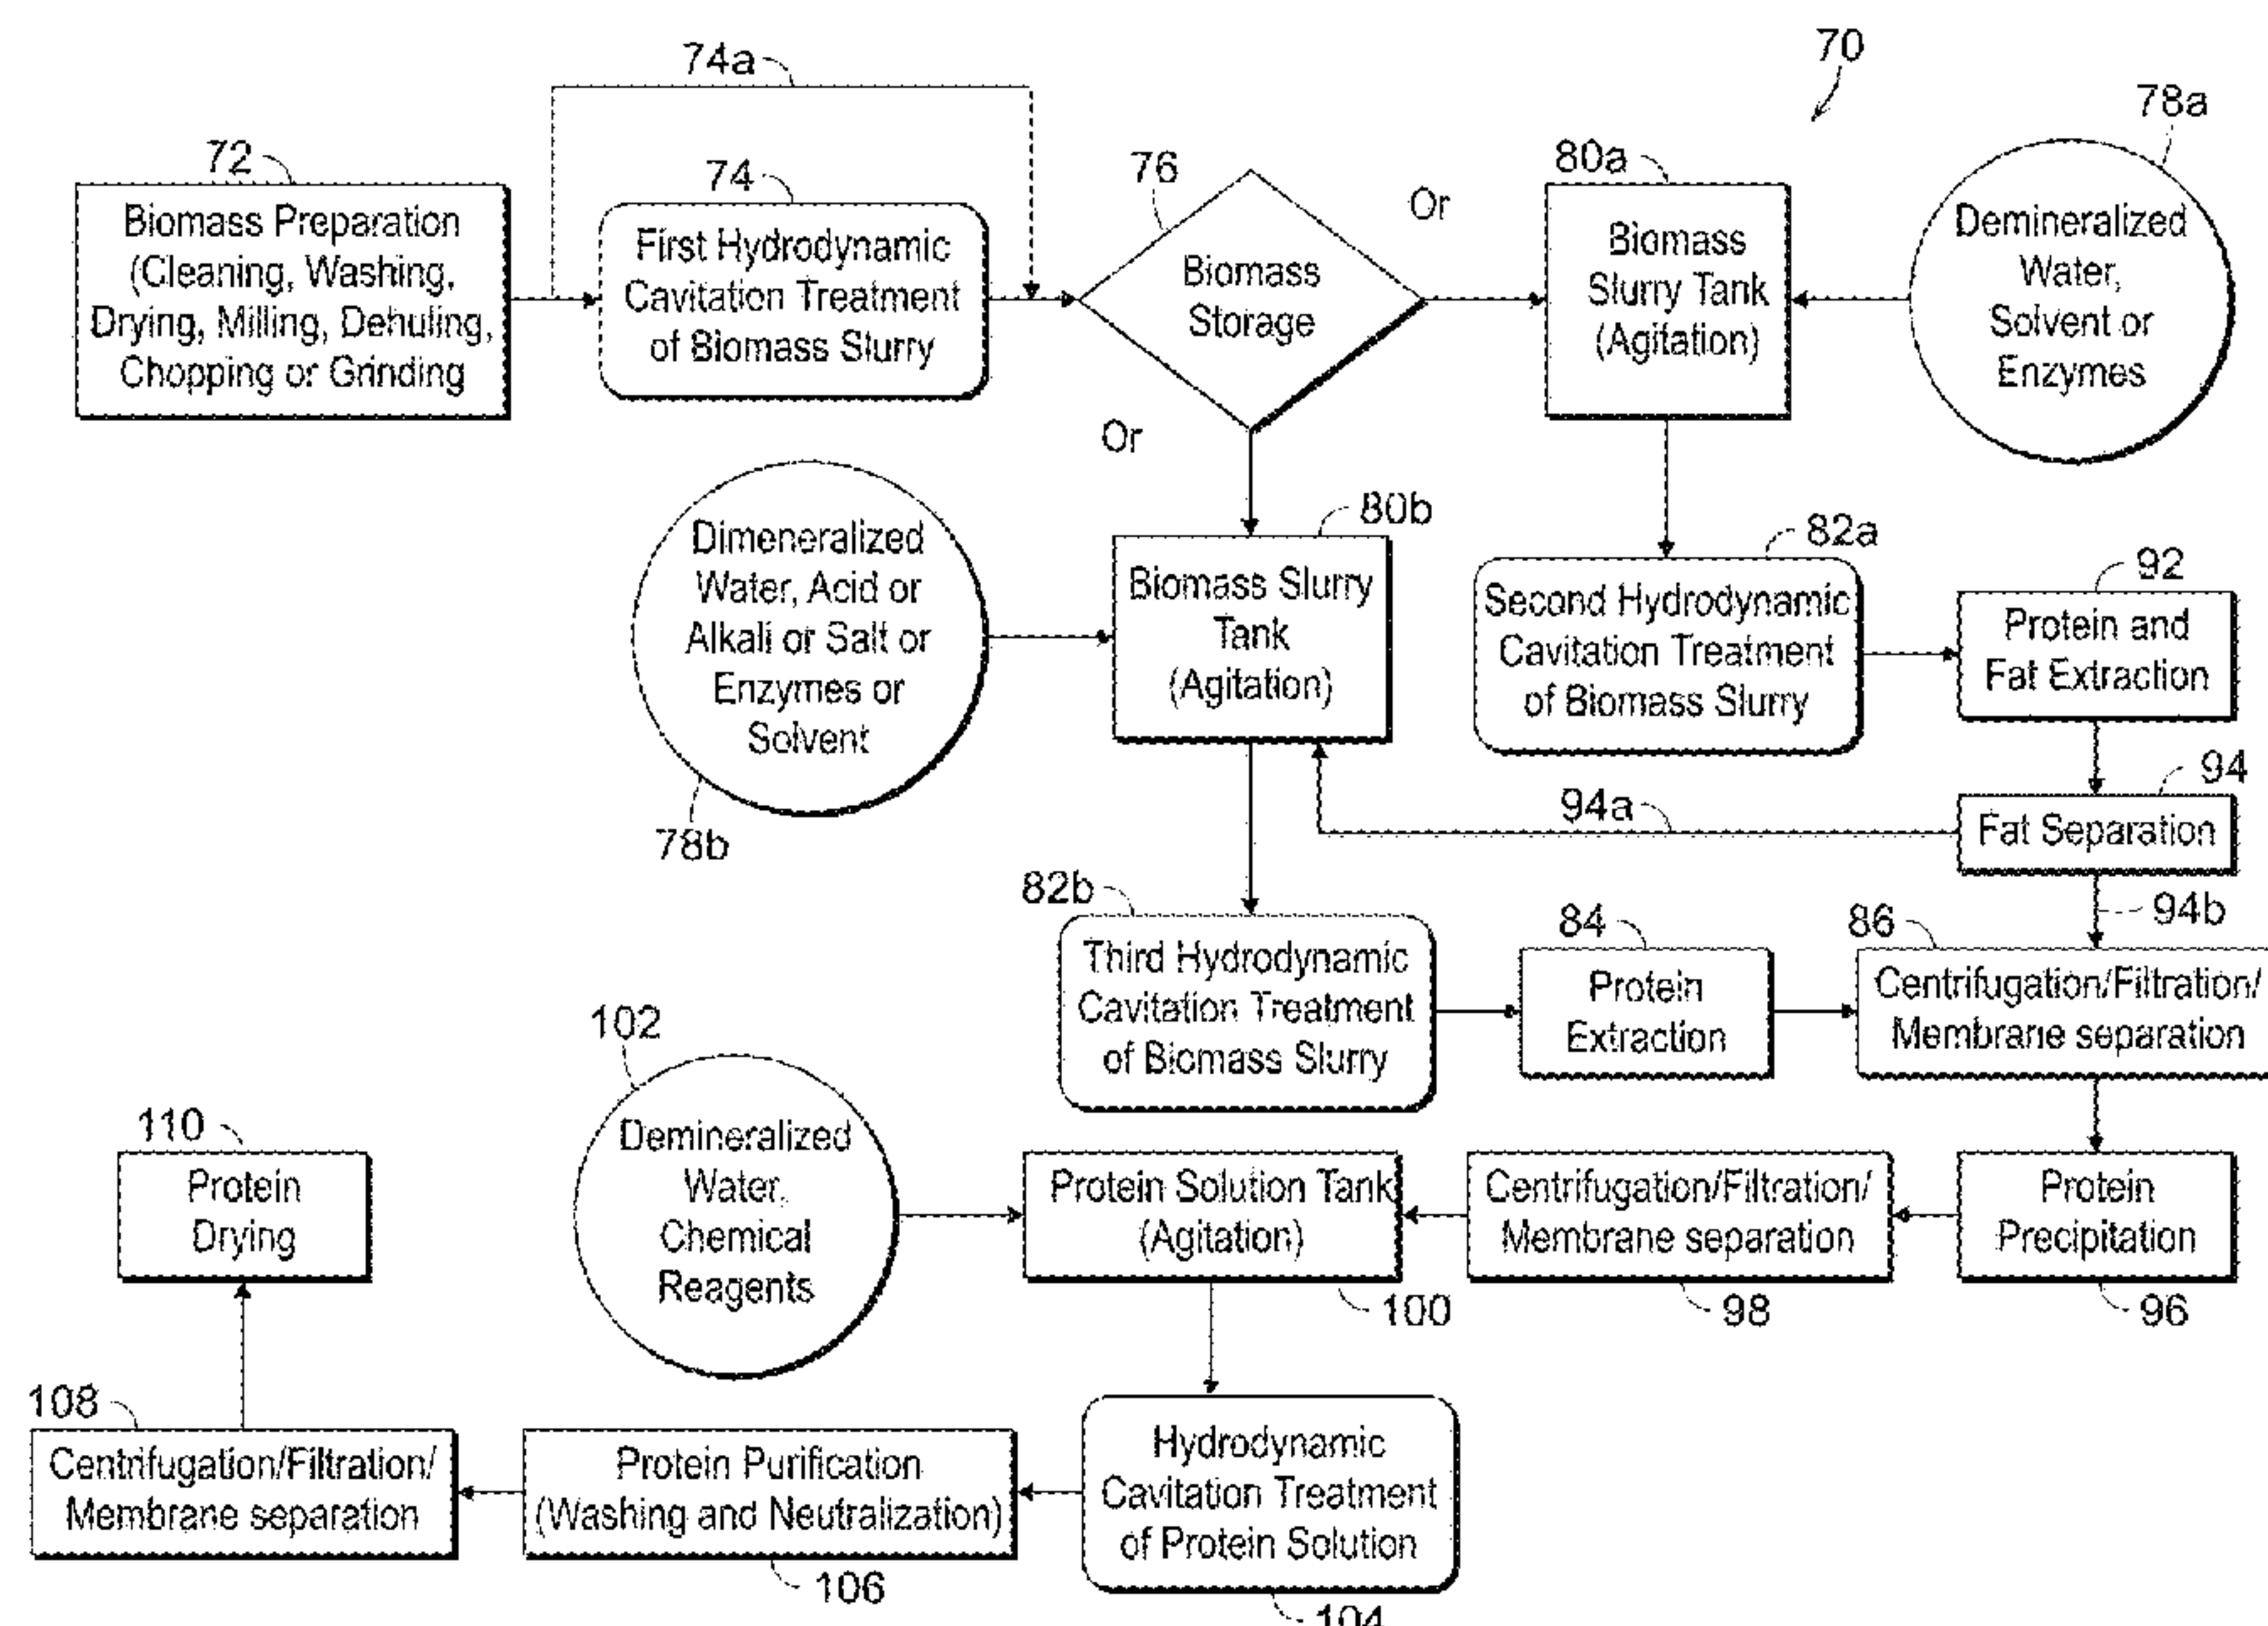 74a
70
78a
72
74
76
80a
Biomass Preparation
(Cleaning, Washing,
Drying, Milling, Dehuling,
Chopping or Grinding
First Hydrodynamic
Cavitation Treatment
of Biomass Slurry
Biomass
Storage
Or
Biomass
Slurry Tank
(Agitation)
Demineralized
Water,
Solvent or
Enzymes
Or
80b
82a
92
Dimeneralized
Water, Acid or
Alkali or Salt or
Enzymes or
Solvent
78b
Biomass Slurry
Tank
(Agitation)
Second Hydrodynamic
Cavitation Treatment
of Biomass Slurry
Protein and
Fat Extraction
94
94a
Fat Separation
94b
82b
84
86
Third Hydrodynamic
Cavitation Treatment
of Biomass Slurry
Protein
Extraction
Centrifugation/Filtration/
Membrane separation
102
110
Protein
Drying
Demineralized
Water,
Chemical
Reagents
Protein Solution Tank
(Agitation)
100
Centrifugation/Filtration/
Membrane separation
98
Protein
Precipitation
96
108
Centrifugation/Filtration/
Membrane separation
Protein Purification
(Washing and Neutralization)
106
Hydrodynamic
Cavitation Treatment
of Protein Solution
104